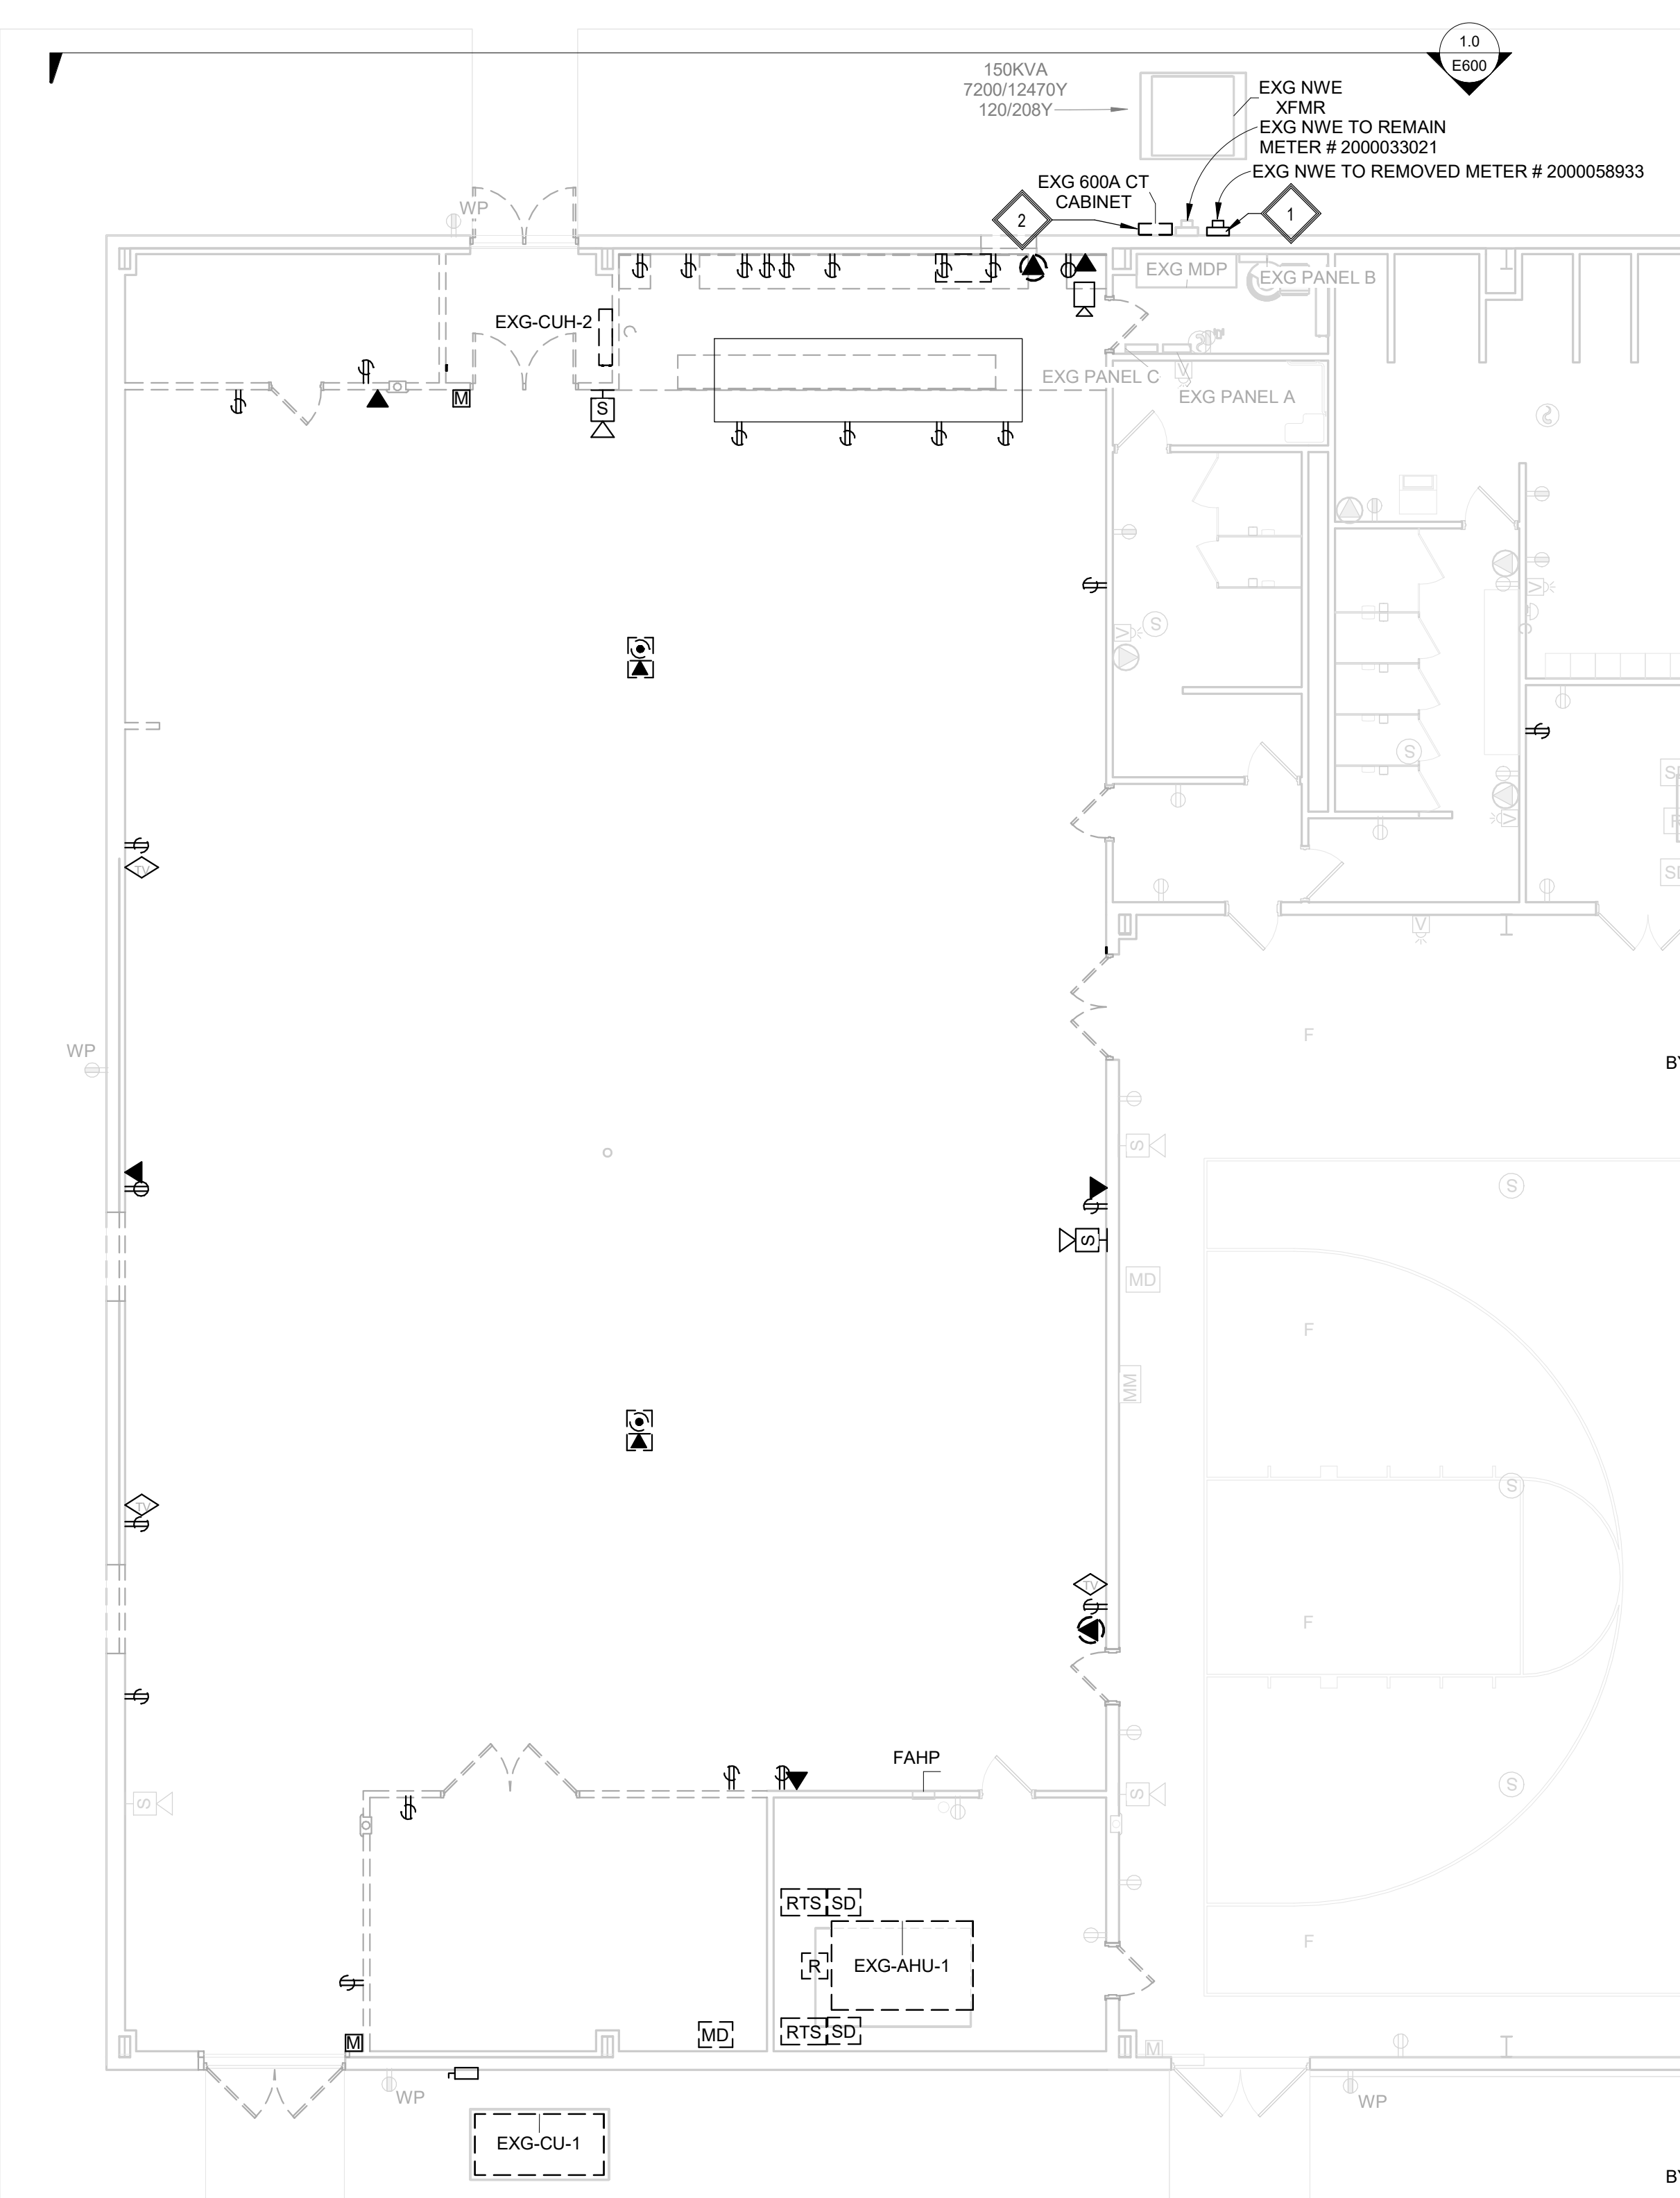 1.0
E600
150KVA
7200/12470Y
120/208Y
EXG NWE
XFMR
EXG NWE TO REMAIN
METER # 2000033021
EXG NWE TO REMOVED METER # 2000058933
EXG 600A CT
CABINET
2
1
WP
EXG MDP
EXG PANEL B
EXG-CUH-2
EXG PANEL C
V
EXG PANEL A
M
S
V
V
S
S
V
TV
V
WP
F
S
S
S
MD
F
MM
S
TV
TV
F
FAHP
S
S
S
RTS
SD
R
EXG-AHU-1
F
M
MD
RTS
SD
M
WP
WP
EXG-CU-1